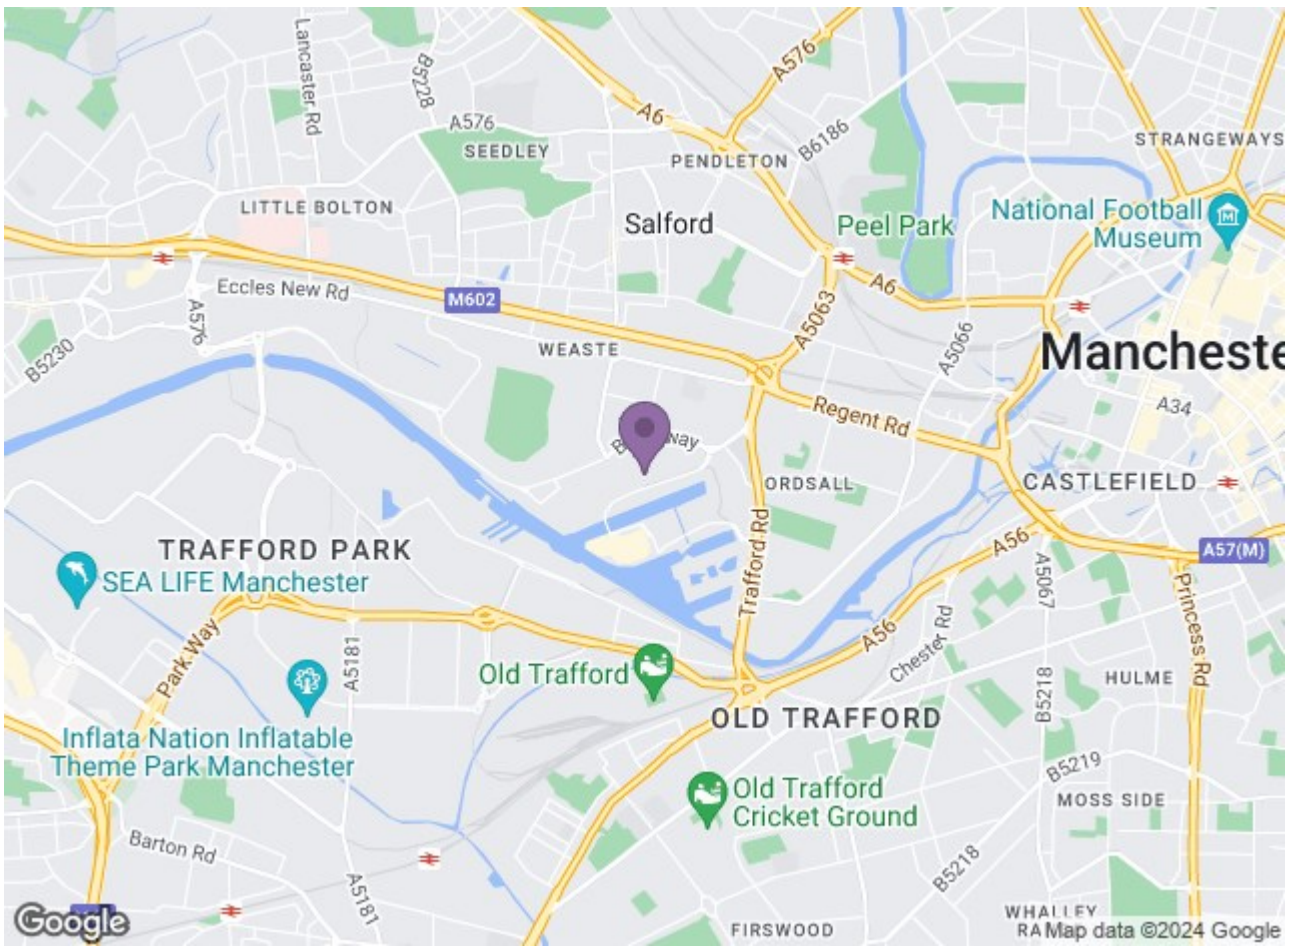 Lancaster Rd
B5228
A576
A6
A576
SEEDLEY
PENDLETON
B6186
STRANGEWAYS
LITTLE BOLTON
Salford
Peel Park
National Football
Museum
Eccles New Rd
M602
A576
B5230
WEASTE
A5063
A6
A5066
Manchester
A34
Regent Rd
ORDSALL
CASTLEFIELD
TRAFFORD PARK
SEA LIFE Manchester
Trafford Rd
A56
A57(M)
A5067
Princess Rd
Park Way
A5181
Old Trafford
A56
Chester Rd
B5218
HULME
OLD TRAFFORD
Inflata Nation Inflatable
Theme Park Manchester
B5219
Old Trafford
Cricket Ground
MOSS SIDE
Barton Rd
A5181
B5218
FIRSWOOD
WHALLEY
Google
Map data ©2024 Google